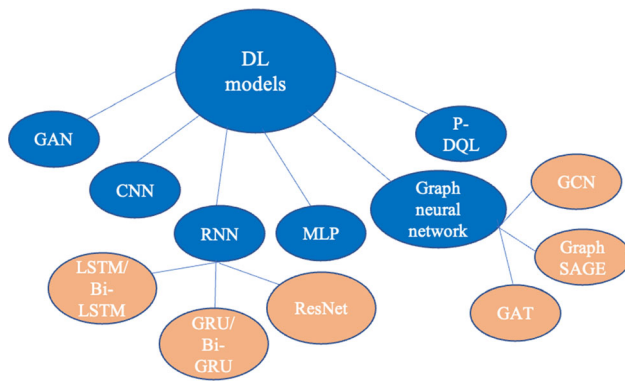 DL
models
GAN
P-
DQL
CNN
GCN
Graph
neural
network
RNN
MLP
Graph
SAGE
LSTM/
Bi-
LSTM
ResNet
GAT
GRU/
Bi-
GRU